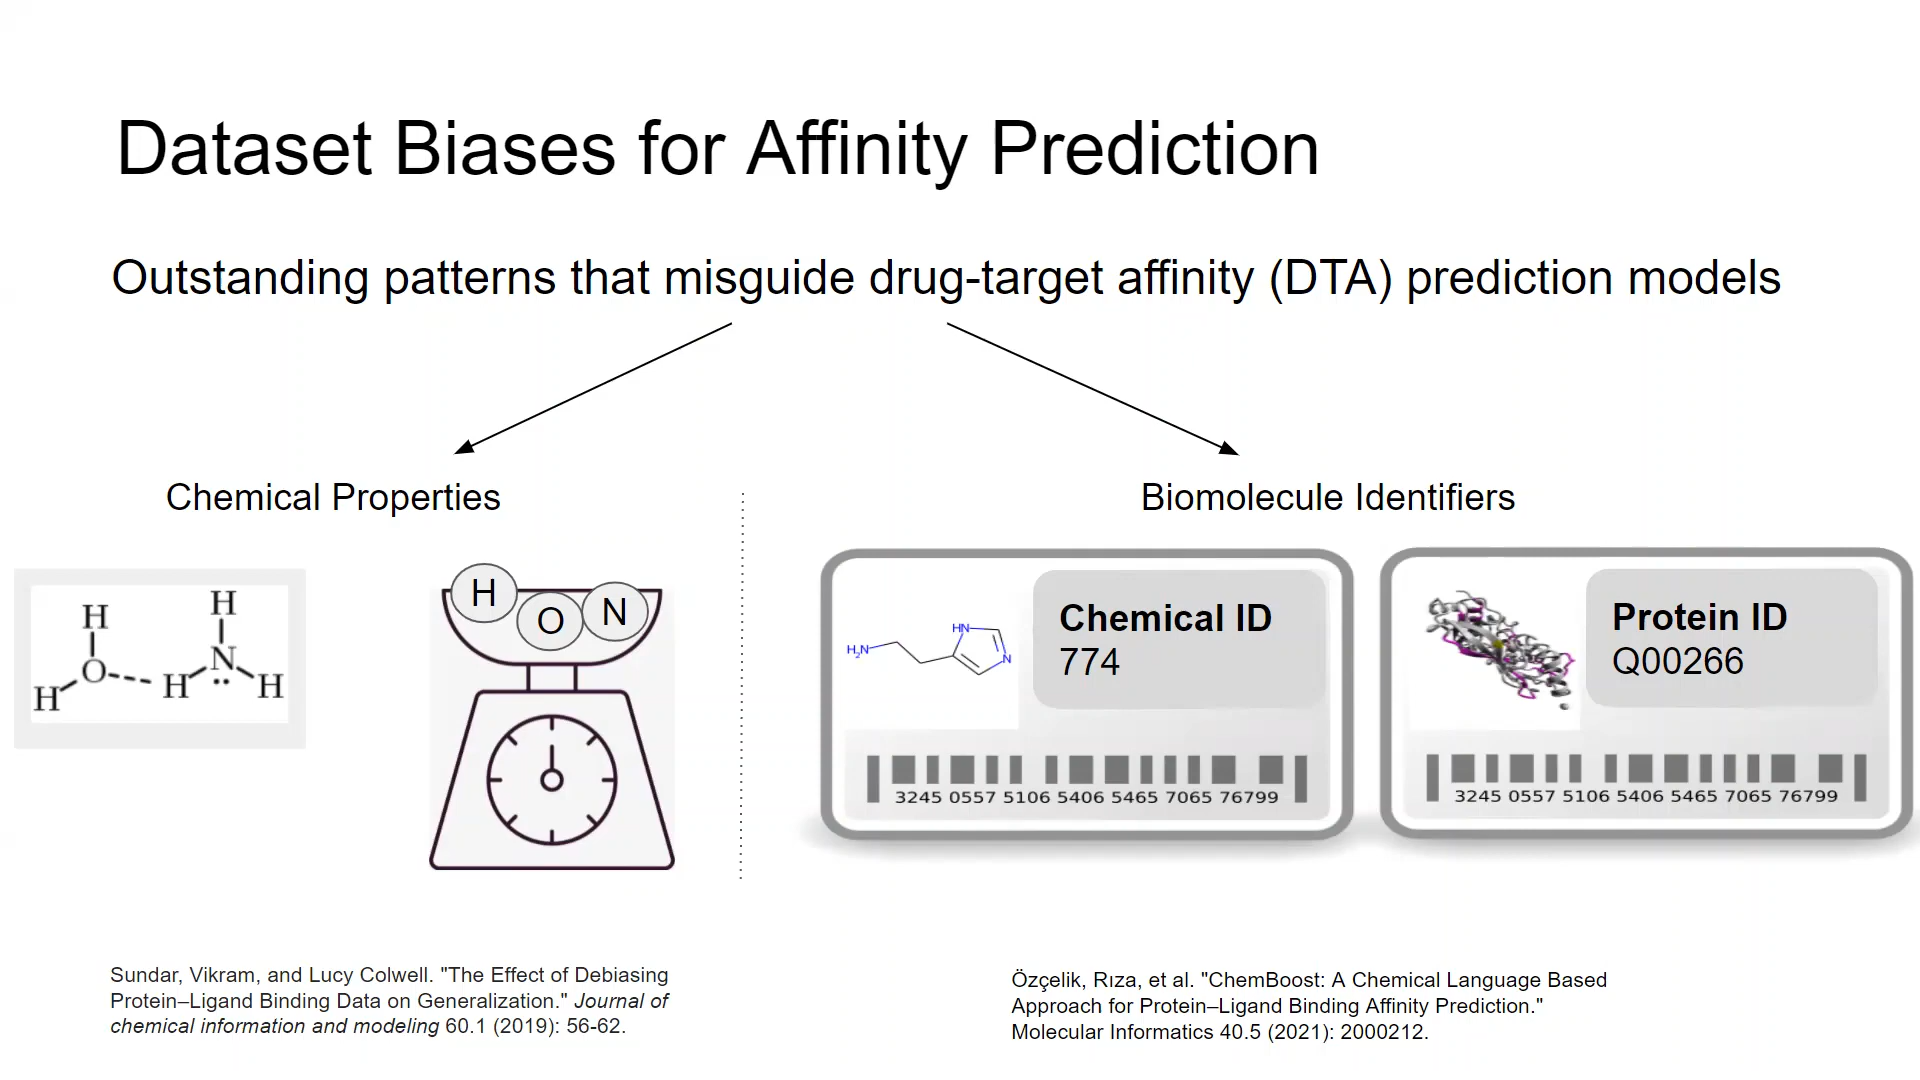 Dataset Biases for Affinity Prediction
Outstanding patterns that misguide drug-target affinity (DTA) prediction models
Chemical Properties
Biomolecule Identifiers
H
H
O
N
H
H
H
H
O
N
H₂N
HN
N
Chemical ID
774
3245 0557 5106 5406 5465 7065 76799
Protein ID
Q00266
3245 0557 5106 5406 5465 7065 76799
Sundar, Vikram, and Lucy Colwell. "The Effect of Debiasing
Protein–Ligand Binding Data on Generalization." Journal of
chemical information and modeling 60.1 (2019): 56-62.
Özçelik, Rıza, et al. "ChemBoost: A Chemical Language Based
Approach for Protein–Ligand Binding Affinity Prediction."
Molecular Informatics 40.5 (2021): 2000212.